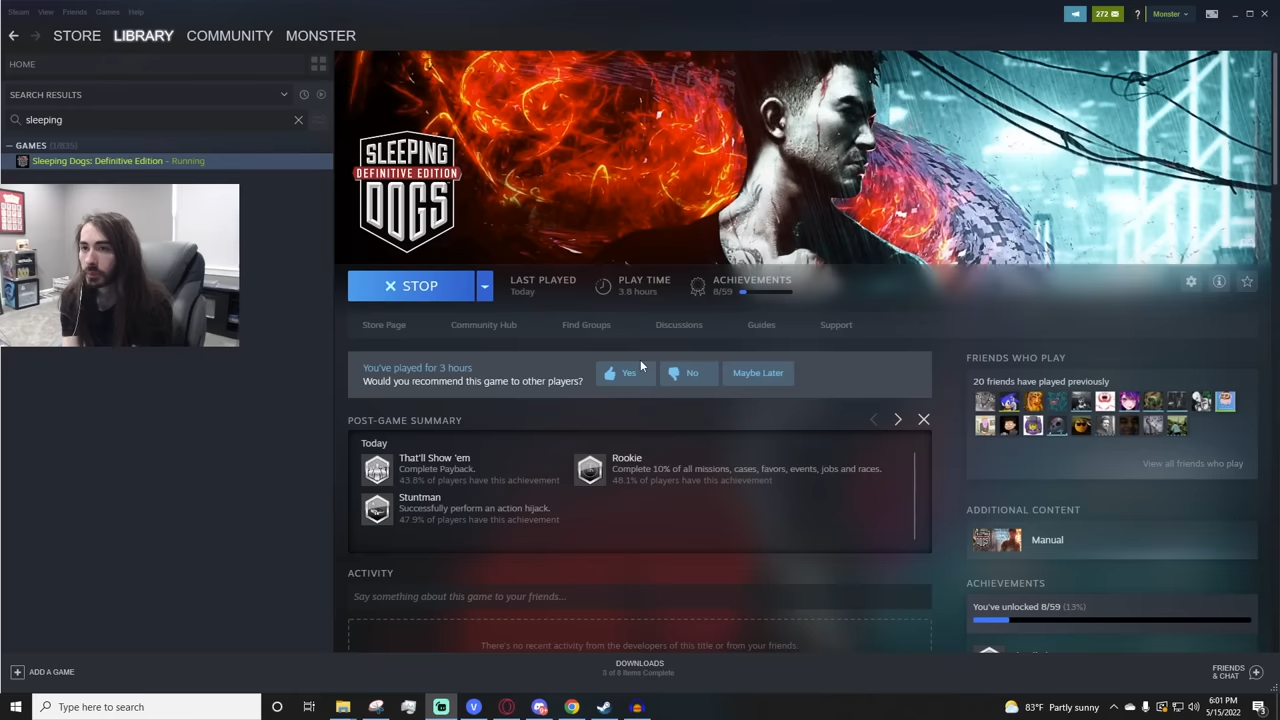 Steam View Friends Games Help
272
?
Monster
STORE LIBRARY COMMUNITY MONSTER
HOME
SEARCH RESULTS
sleeping
GAMES (1/835)
Sleeping Dogs: Definitive Edition - Running
SLEEPING
DEFINITIVE EDITION
DOGS
STOP
LAST PLAYED
Today
PLAY TIME
3.8 hours
ACHIEVEMENTS
8/59
Store Page Community Hub Find Groups Discussions Guides Support
You've played for 3 hours
Would you recommend this game to other players?
Yes No Maybe Later
POST-GAME SUMMARY
Today
That'll Show 'em
Complete Payback.
43.8% of players have this achievement
Rookie
Complete 10% of all missions, cases, favors, events, jobs and races.
48.1% of players have this achievement
Stuntman
Successfully perform an action hijack.
47.9% of players have this achievement
ACTIVITY
Say something about this game to your friends...
There's no recent activity from the developers of this title or from your friends.
FRIENDS WHO PLAY
20 friends have played previously
View all friends who play
ADDITIONAL CONTENT
Manual
ACHIEVEMENTS
You've unlocked 8/59 (13%)
ADD A GAME
DOWNLOADS
8 of 8 Items Complete
FRIENDS
& CHAT
Type here to search
83°F Partly sunny
6:01 PM
5/15/2022